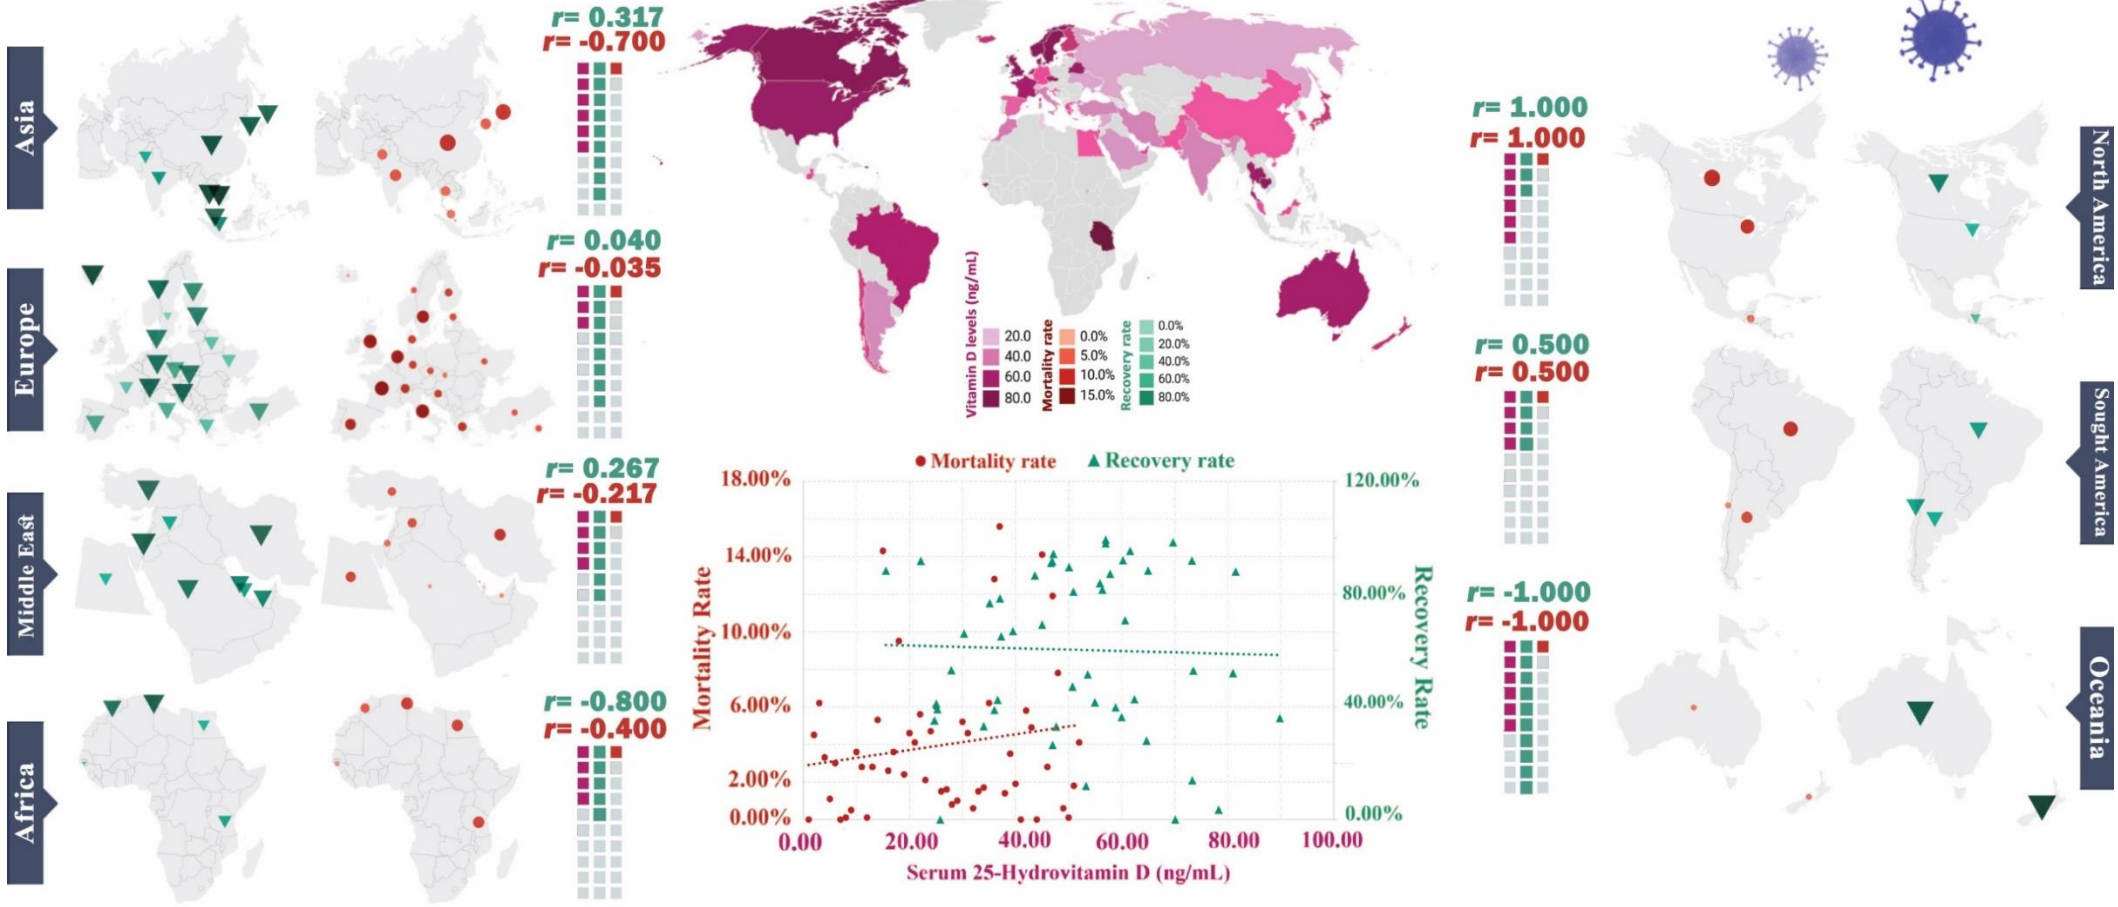 Asia
r= 0.317
r= -0.700
Europe
r= 0.040
r= -0.035
Middle East
r= 0.267
r= -0.217
Africa
r= -0.800
r= -0.400
Vitamin D levels (ng/mL)
20.0
40.0
60.0
80.0
Mortality rate
0.0%
5.0%
10.0%
15.0%
Recovery rate
0.0%
20.0%
40.0%
60.0%
80.0%
Mortality rate
Recovery rate
Mortality Rate
18.00%
14.00%
10.00%
6.00%
2.00%
0.00%
120.00%
80.00%
40.00%
0.00%
Recovery Rate
0.00
20.00
40.00
60.00
80.00
100.00
Serum 25-Hydrovitamin D (ng/mL)
r= 1.000
r= 1.000
North America
r= 0.500
r= 0.500
Sought America
r= -1.000
r= -1.000
Oceania